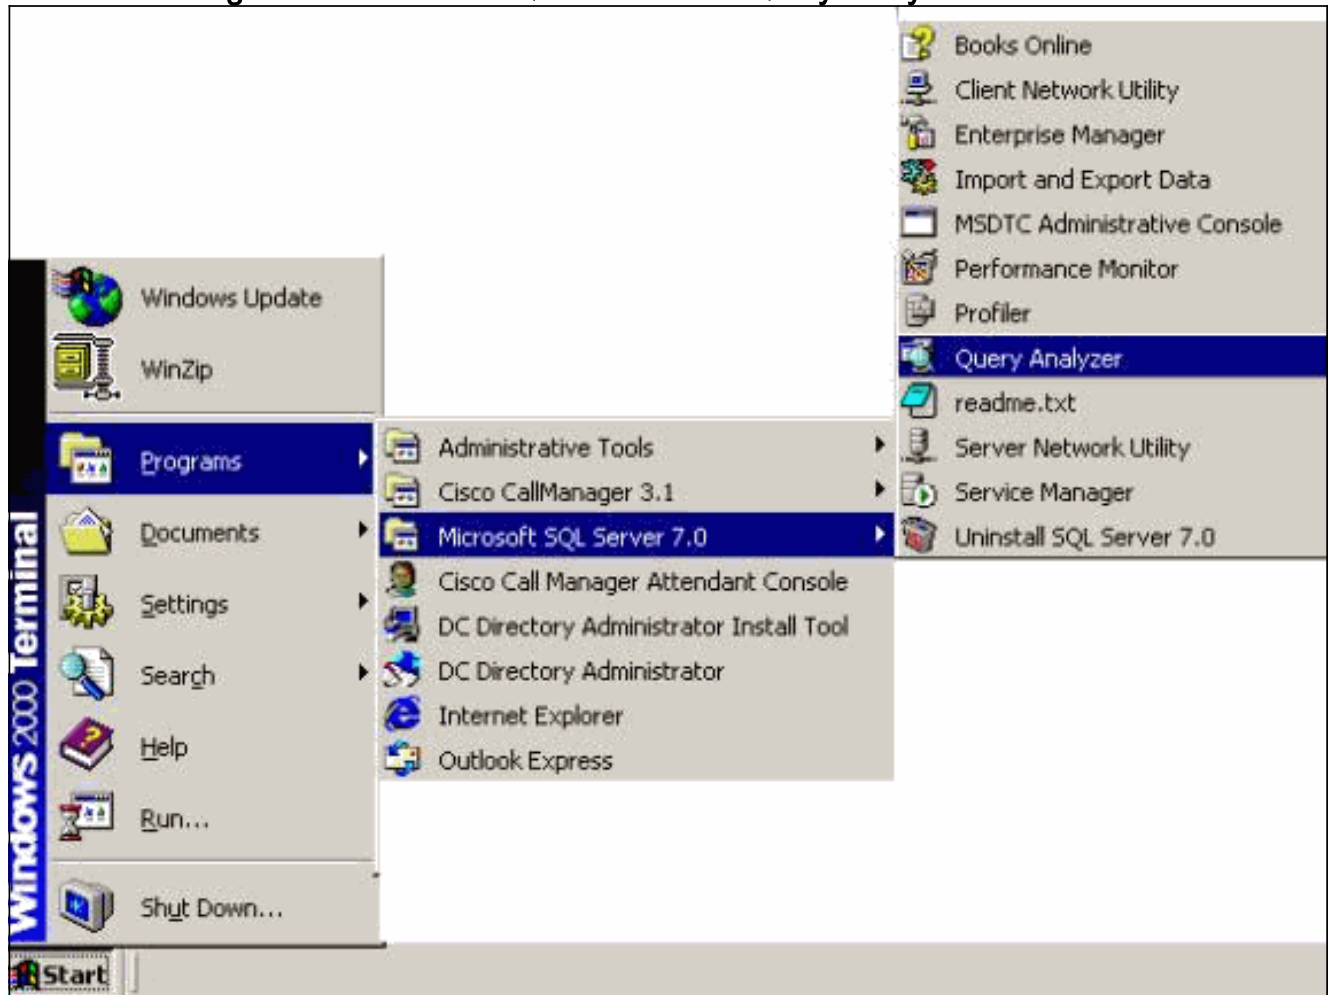 Books Online
Client Network Utility
Enterprise Manager
Import and Export Data
MSDTC Administrative Console
Performance Monitor
Profiler
Query Analyzer
readme.txt
Server Network Utility
Service Manager
Uninstall SQL Server 7.0
Windows Update
WinZip
Programs
Documents
Settings
Search
Help
Run...
Shut Down...
Administrative Tools
Cisco CallManager 3.1
Microsoft SQL Server 7.0
Cisco Call Manager Attendant Console
DC Directory Administrator Install Tool
DC Directory Administrator
Internet Explorer
Outlook Express
Windows 2000 Terminal
Start